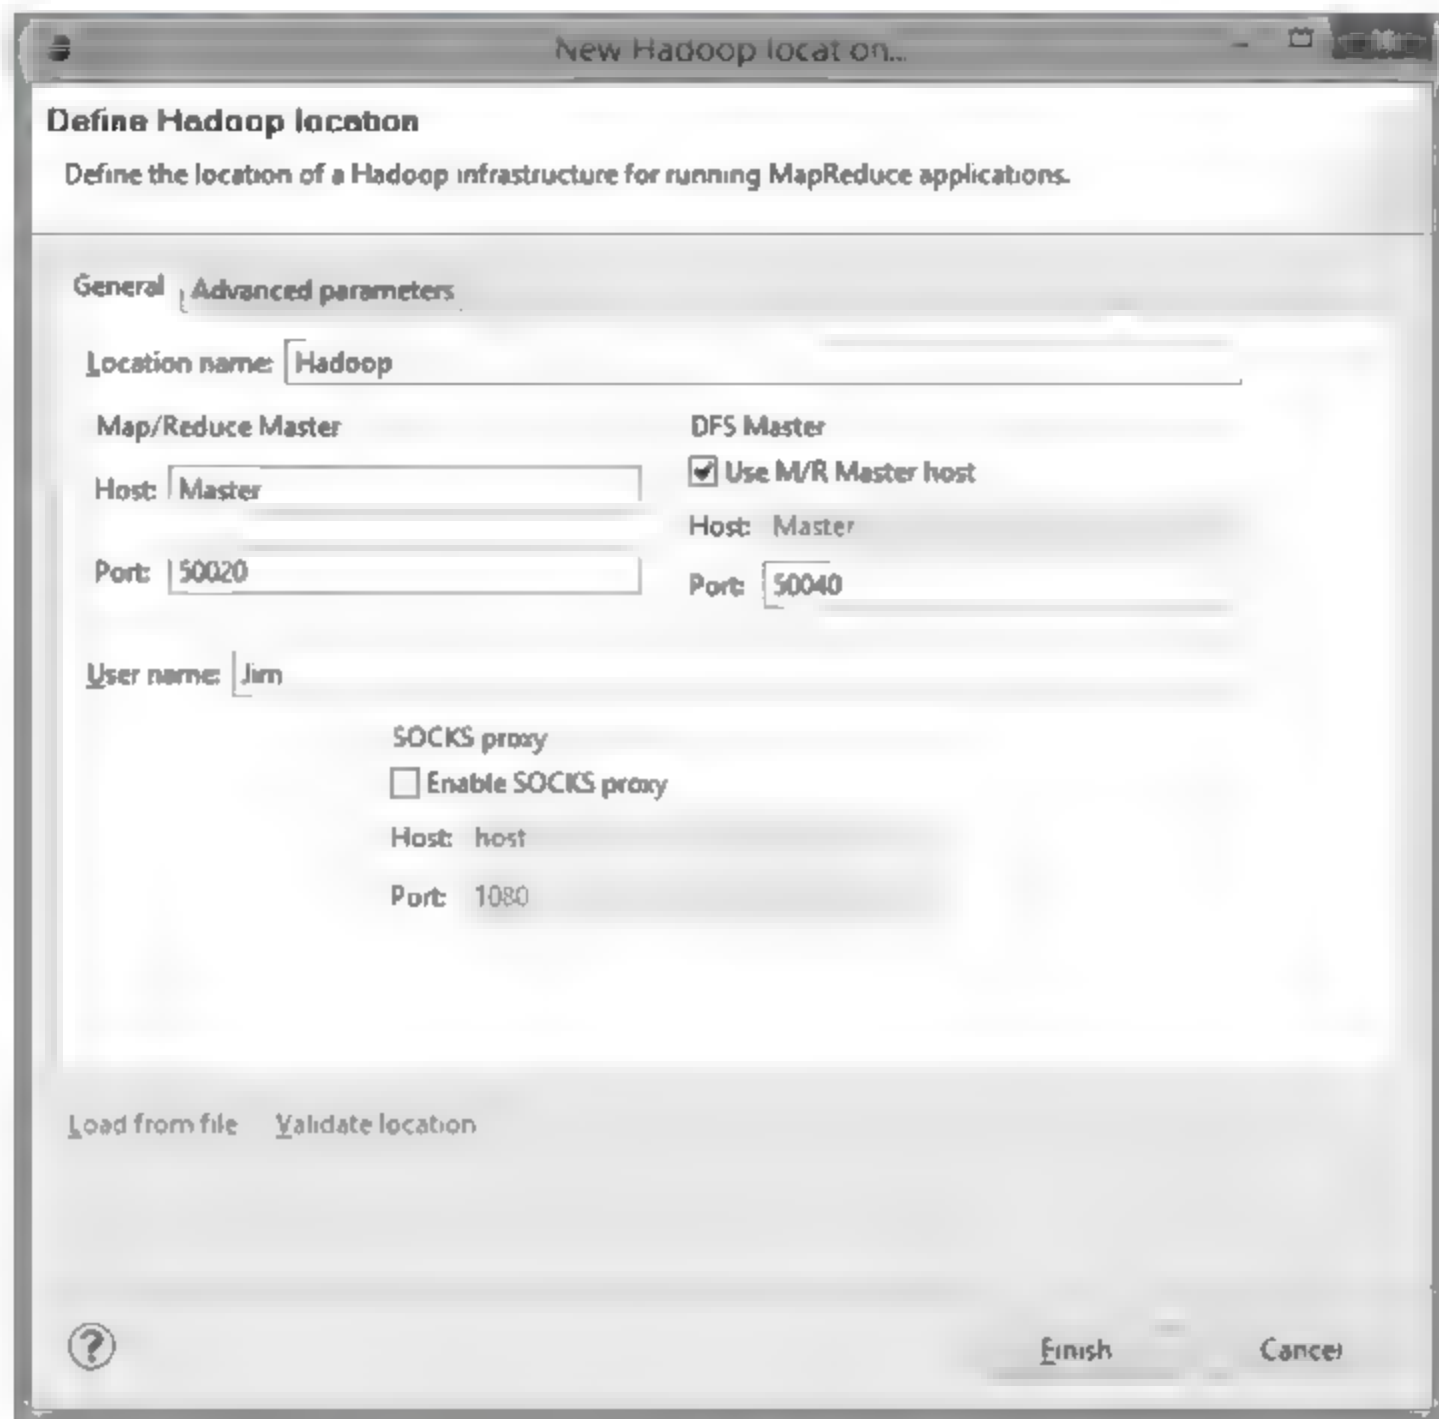 New Hadoop location...
Define Hadoop location
Define the location of a Hadoop infrastructure for running MapReduce applications.
General Advanced parameters
Location name: Hadoop
Map/Reduce Master
Host: Master
Port: 50020
DFS Master
Use M/R Master host
Host: Master
Port: 50040
User name: Jim
SOCKS proxy
Enable SOCKS proxy
Host: host
Port: 1080
Load from file Validate location
?
Finish Cancel